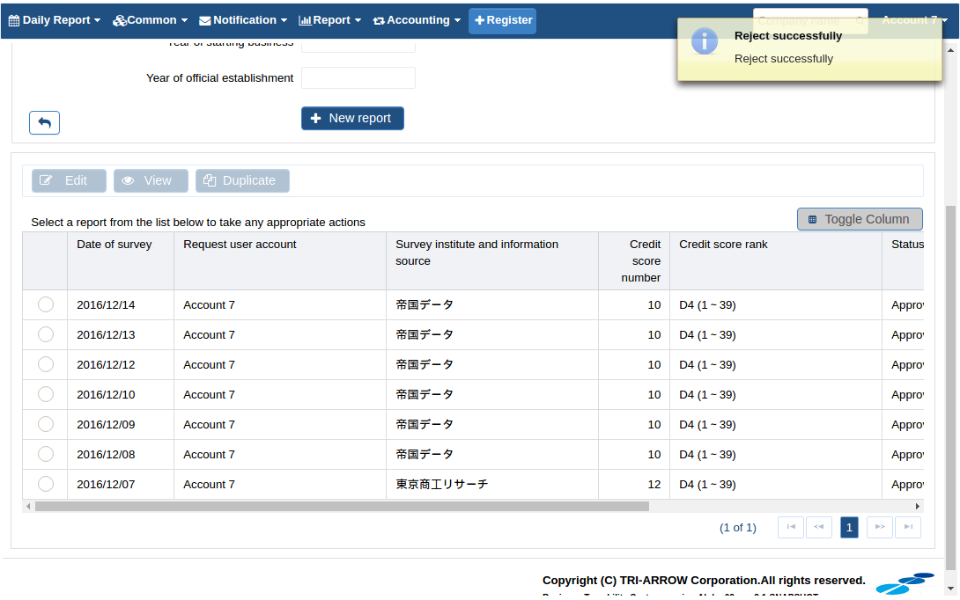 Daily Report Common Notification Report Accounting Register Company name Account 7
Reject successfully
Reject successfully
Year of starting business
Year of official establishment
New report
Edit View Duplicate
Select a report from the list below to take any appropriate actions
Toggle Column
Date of survey Request user account Survey institute and information source Credit score number Credit score rank Status
2016/12/14 Account 7 帝国データ 10 D4 (1 ~ 39) Approv
2016/12/13 Account 7 帝国データ 10 D4 (1 ~ 39) Approv
2016/12/12 Account 7 帝国データ 10 D4 (1 ~ 39) Approv
2016/12/10 Account 7 帝国データ 10 D4 (1 ~ 39) Approv
2016/12/09 Account 7 帝国データ 10 D4 (1 ~ 39) Approv
2016/12/08 Account 7 帝国データ 10 D4 (1 ~ 39) Approv
2016/12/07 Account 7 東京商工リサーチ 12 D4 (1 ~ 39) Approv
(1 of 1) 1
Copyright (C) TRI-ARROW Corporation.All rights reserved.